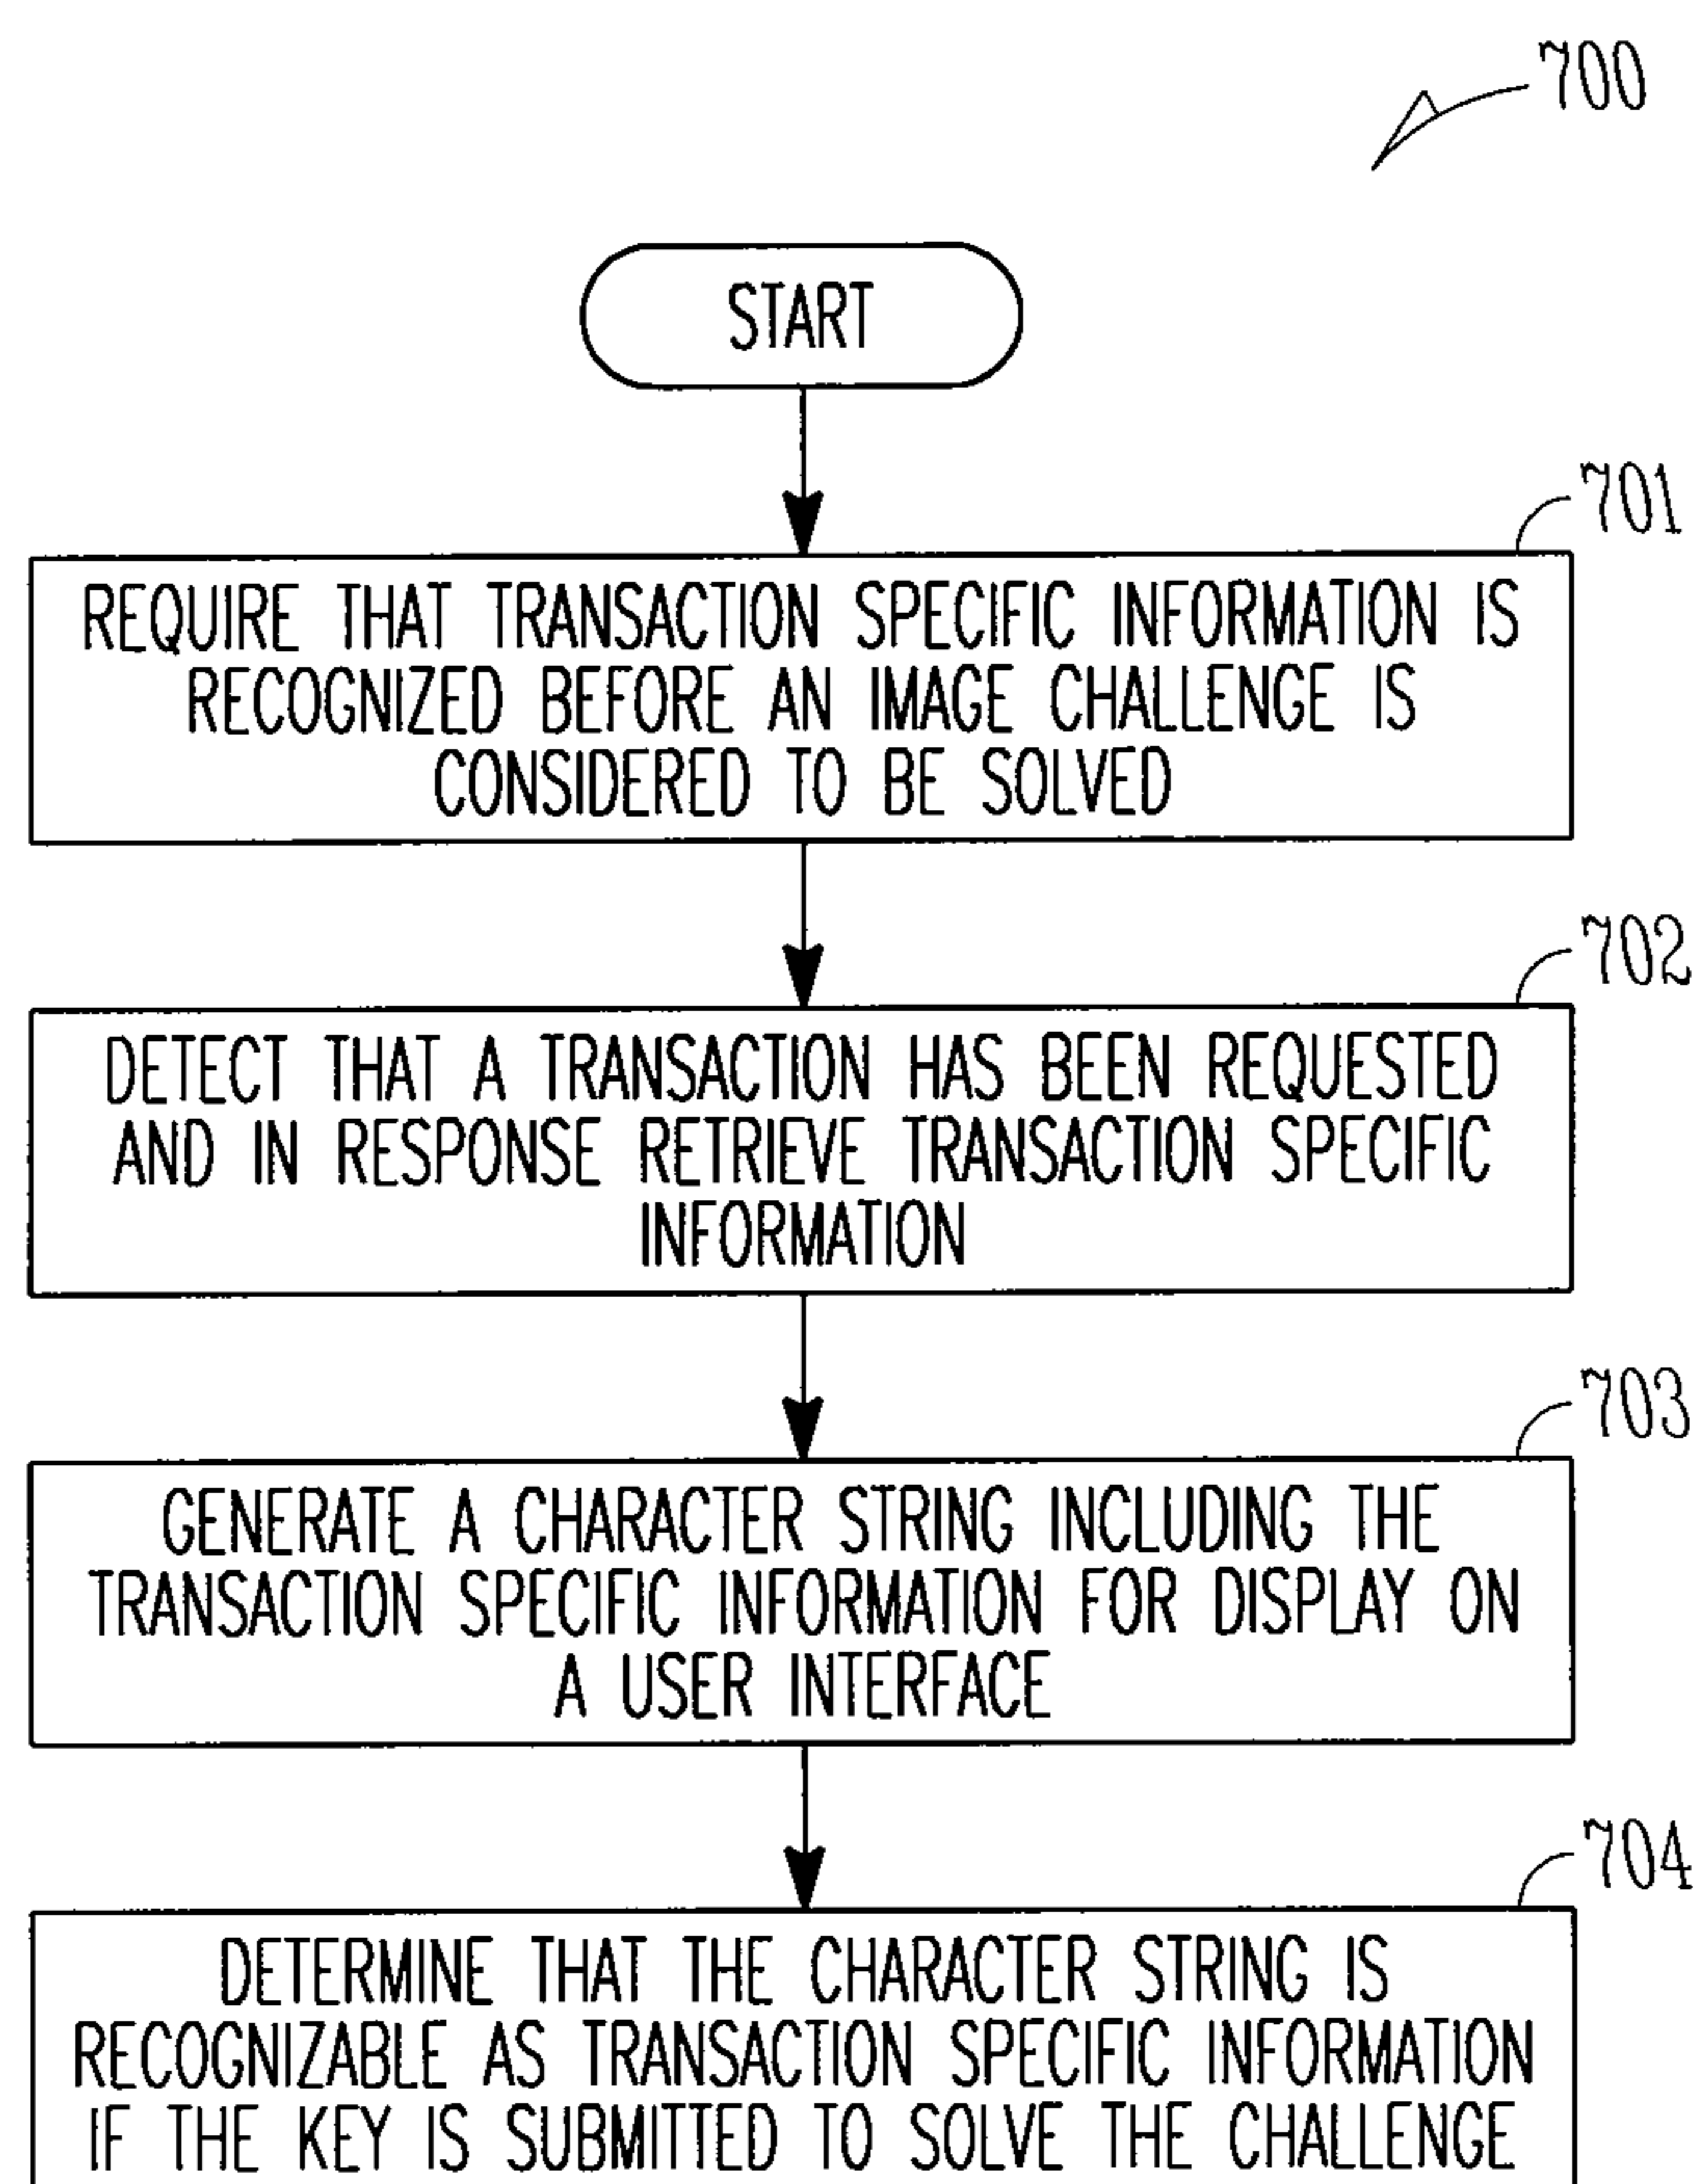 700
START
701
REQUIRE THAT TRANSACTION SPECIFIC INFORMATION IS
RECOGNIZED BEFORE AN IMAGE CHALLENGE IS
CONSIDERED TO BE SOLVED
702
DETECT THAT A TRANSACTION HAS BEEN REQUESTED
AND IN RESPONSE RETRIEVE TRANSACTION SPECIFIC
INFORMATION
703
GENERATE A CHARACTER STRING INCLUDING THE
TRANSACTION SPECIFIC INFORMATION FOR DISPLAY ON
A USER INTERFACE
704
DETERMINE THAT THE CHARACTER STRING IS
RECOGNIZABLE AS TRANSACTION SPECIFIC INFORMATION
IF THE KEY IS SUBMITTED TO SOLVE THE CHALLENGE